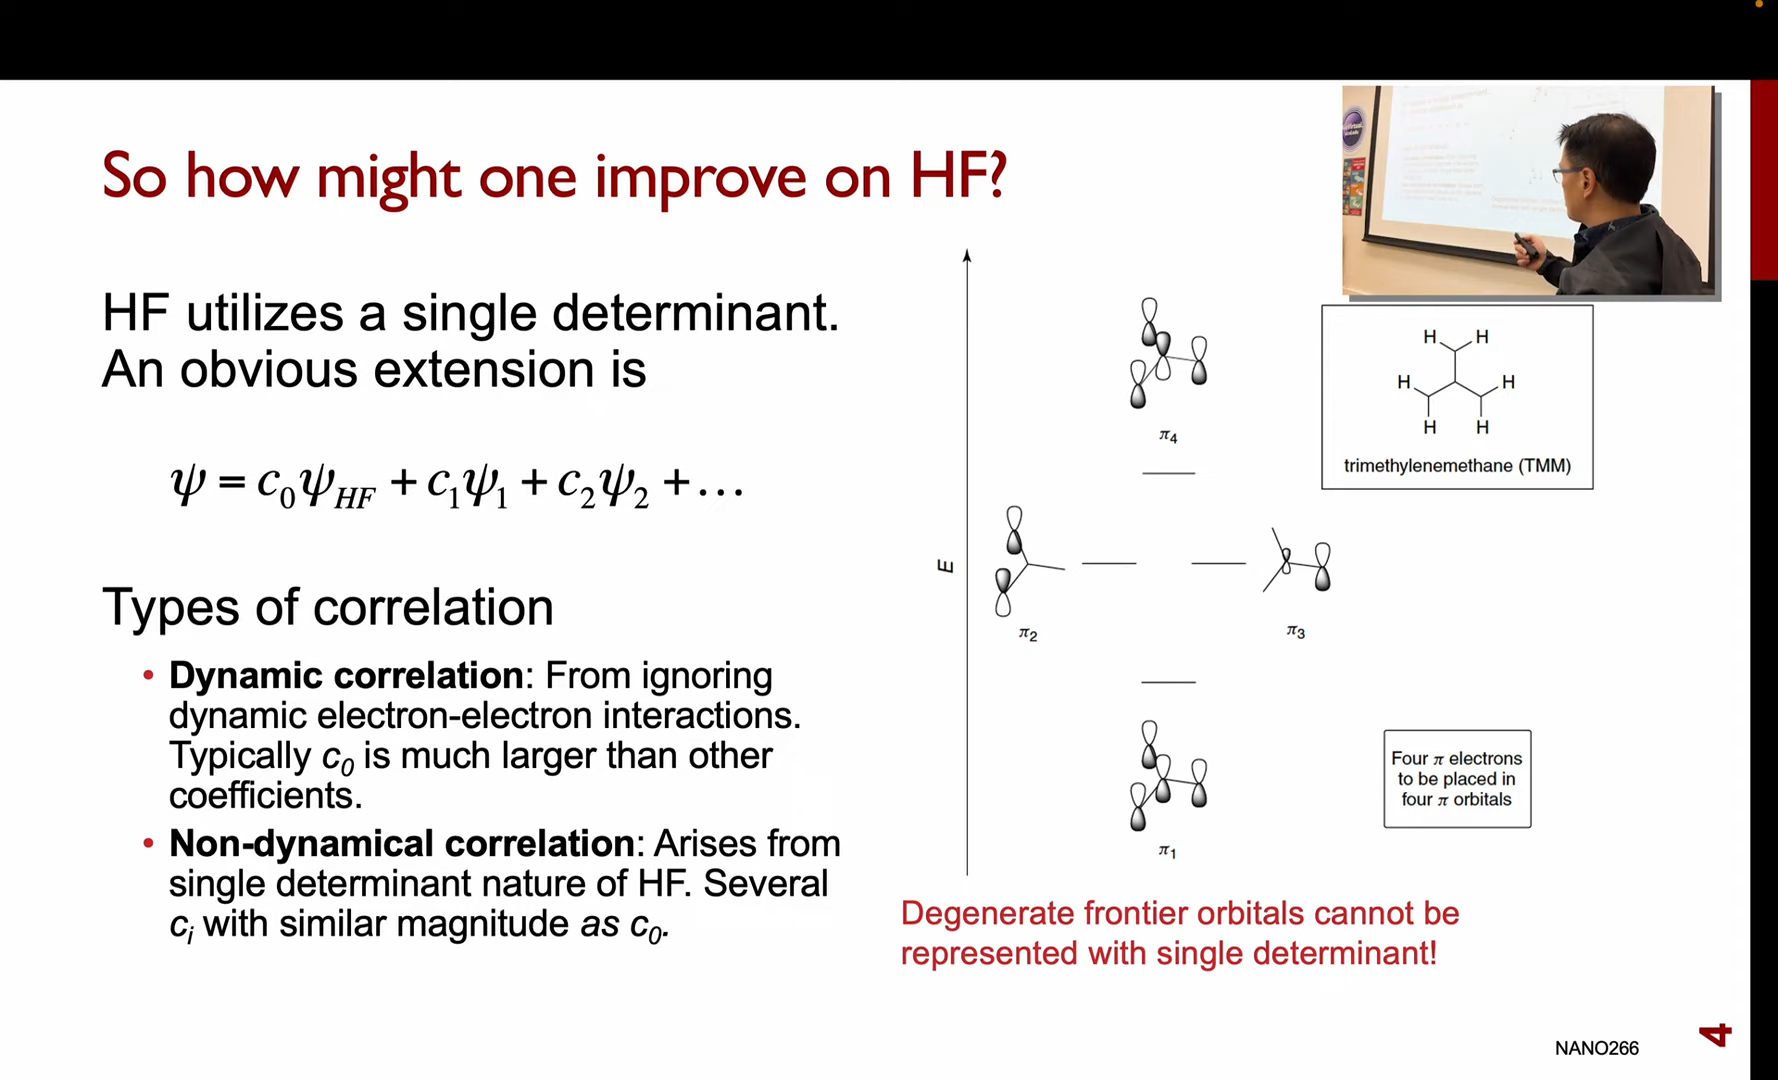 So how might one improve on HF?
HF utilizes a single determinant.
An obvious extension is
ψ = c₀ψ_HF + c₁ψ₁ + c₂ψ₂ + …
Types of correlation
• Dynamic correlation: From ignoring
dynamic electron-electron interactions.
Typically c₀ is much larger than other
coefficients.
• Non-dynamical correlation: Arises from
single determinant nature of HF. Several
cᵢ with similar magnitude as c₀.
E
π₄
π₂
π₃
π₁
H H
H H
H H
trimethylenemethane (TMM)
Four π electrons
to be placed in
four π orbitals
Degenerate frontier orbitals cannot be
represented with single determinant!
NANO266
4